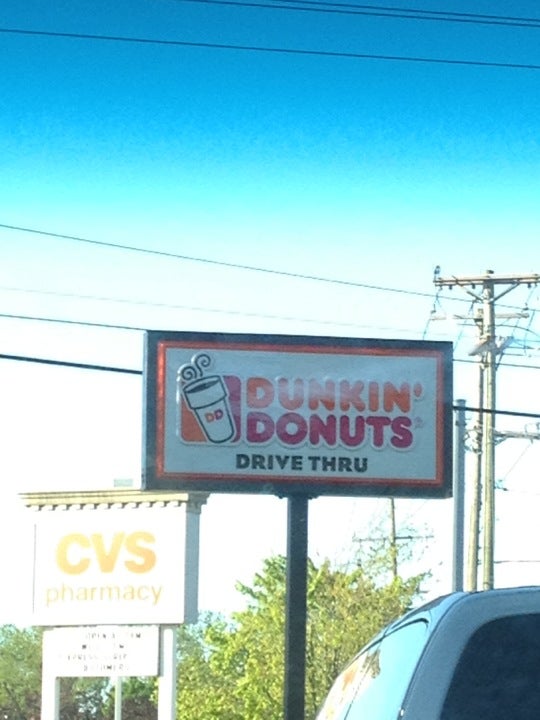 DD
DUNKIN'
DONUTS
DRIVE THRU
CVS
pharmacy